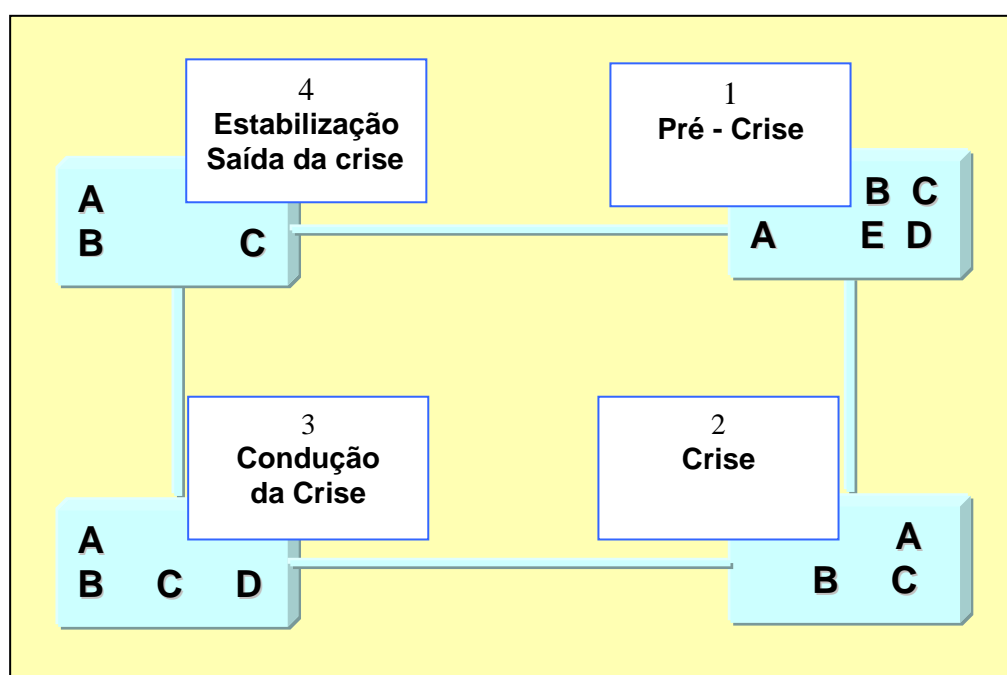 4
Estabilização
Saída da crise
A
B C
1
Pré - Crise
B C
A E D
3
Condução
da Crise
A
B C D
2
Crise
A
B C